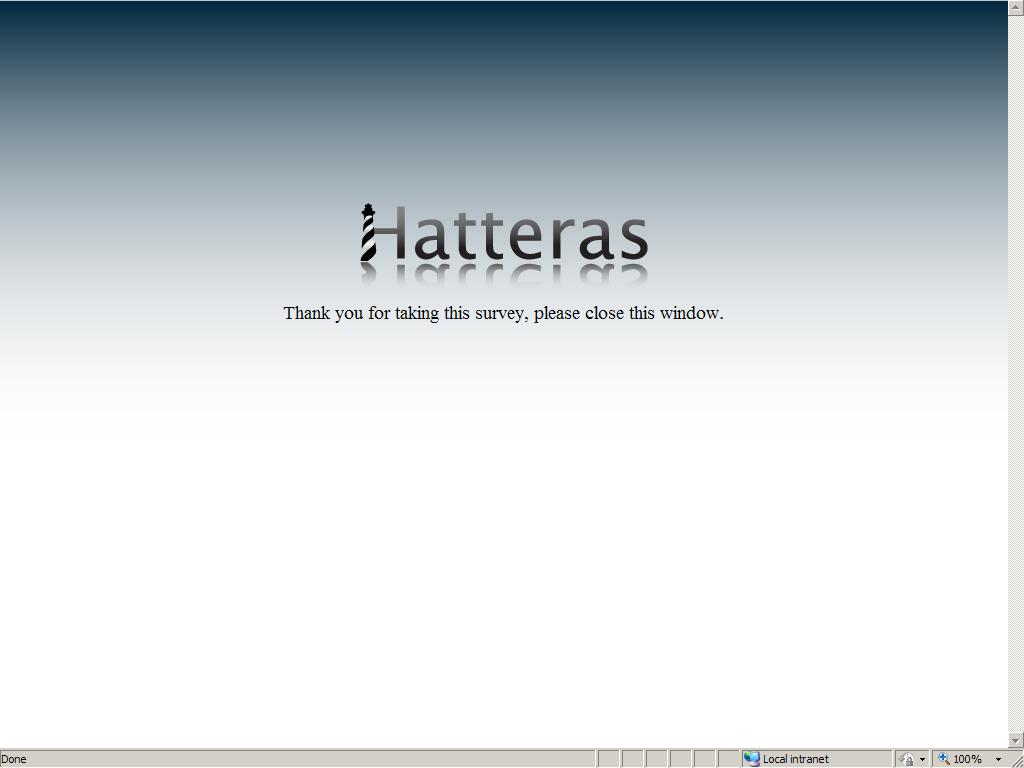 Hatteras
Thank you for taking this survey, please close this window.
Done
Local intranet
100%